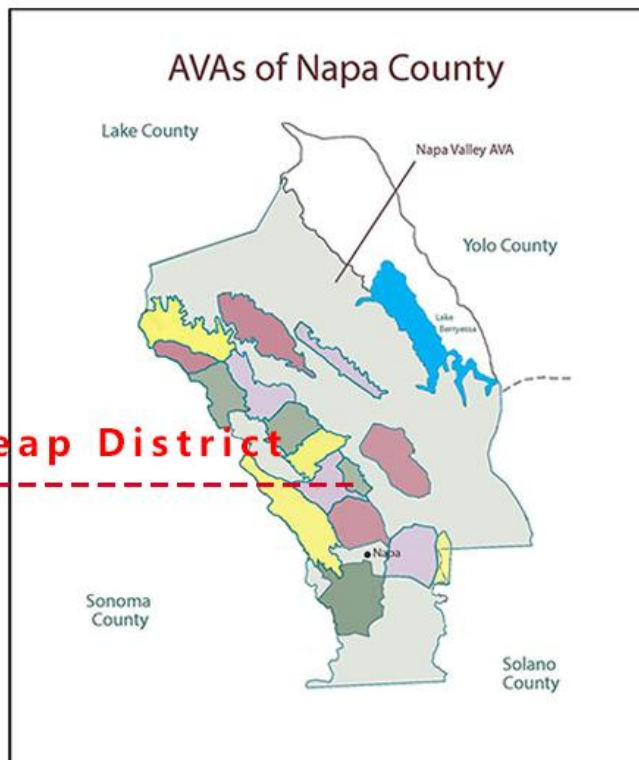 AVAs of Napa County
Lake County
Napa Valley AVA
Yolo County
Lake
Berryessa
eap District
Napa
Sonoma
County
Solano
County